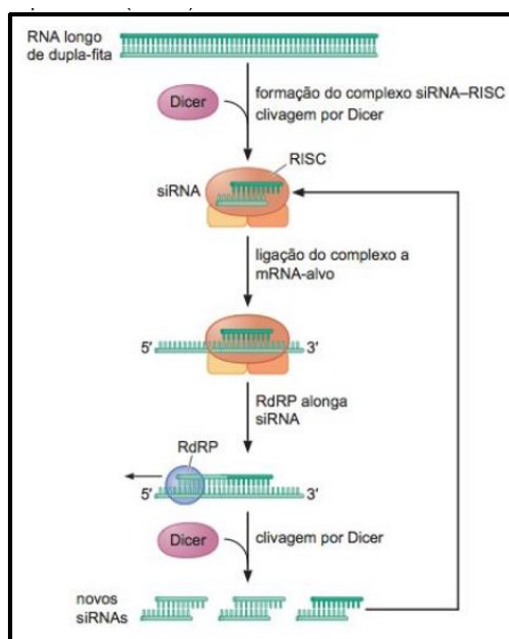 RNA longo
de dupla-fita
Dicer
formação do complexo siRNA–RISC
clivagem por Dicer
RISC
siRNA
ligação do complexo a
mRNA-alvo
5' 3'
RdRP alonga
siRNA
RdRP
5' 3'
Dicer
clivagem por Dicer
novos
siRNAs